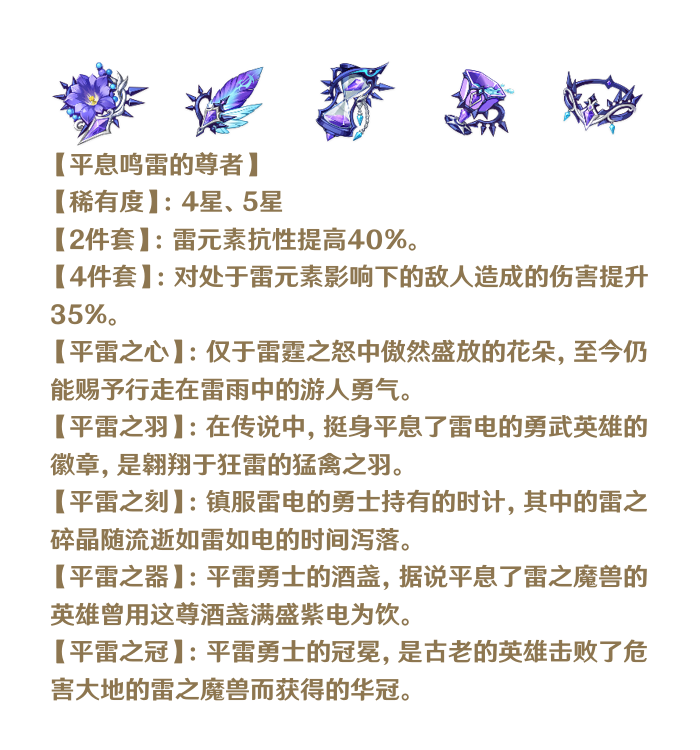 【平息鸣雷的尊者】
【稀有度】：4星、5星
【2件套】：雷元素抗性提高40%。
【4件套】：对处于雷元素影响下的敌人造成的伤害提升
35%。
【平雷之心】：仅于雷霆之怒中傲然盛放的花朵，至今仍
能赐予行走在雷雨中的游人勇气。
【平雷之羽】：在传说中，挺身平息了雷电的勇武英雄的
徽章，是翱翔于狂雷的猛禽之羽。
【平雷之刻】：镇服雷电的勇士持有的时计，其中的雷之
碎晶随流逝如雷如电的时间泻落。
【平雷之器】：平雷勇士的酒盏，据说平息了雷之魔兽的
英雄曾用这尊酒盏满盛紫电为饮。
【平雷之冠】：平雷勇士的冠冕，是古老的英雄击败了危
害大地的雷之魔兽而获得的华冠。